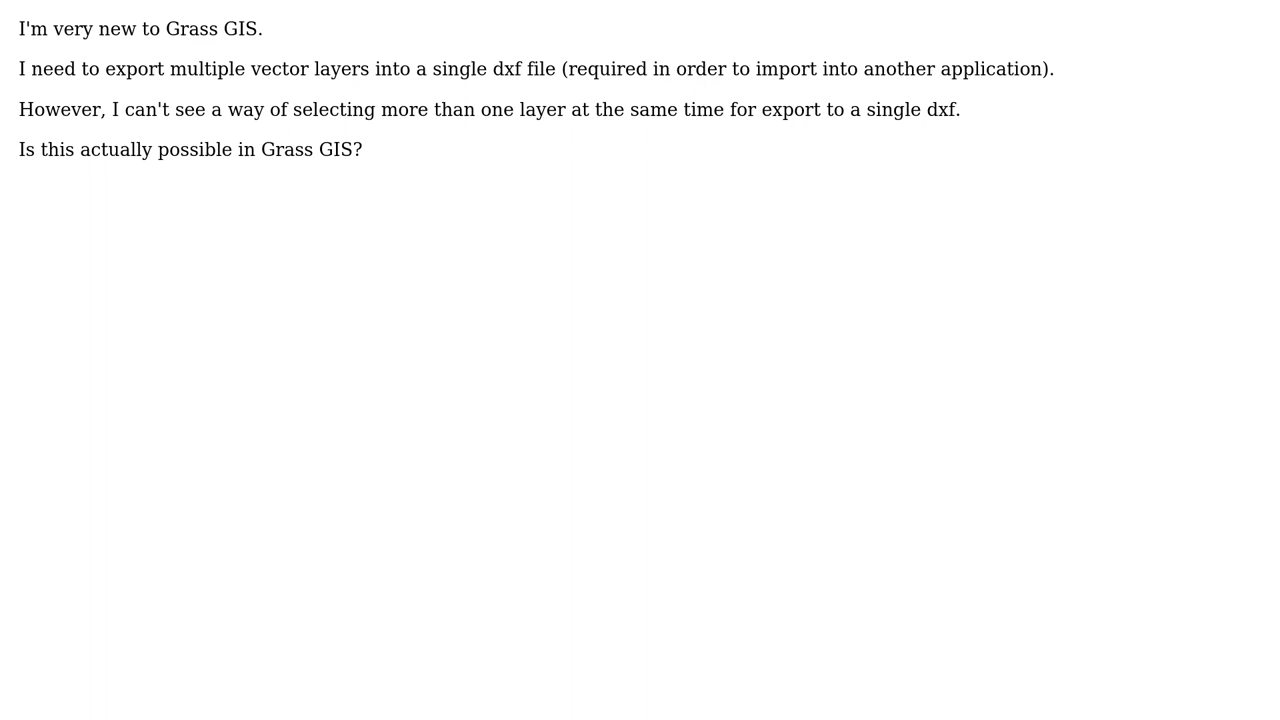 I'm very new to Grass GIS.
I need to export multiple vector layers into a single dxf file (required in order to import into another application).
However, I can't see a way of selecting more than one layer at the same time for export to a single dxf.
Is this actually possible in Grass GIS?